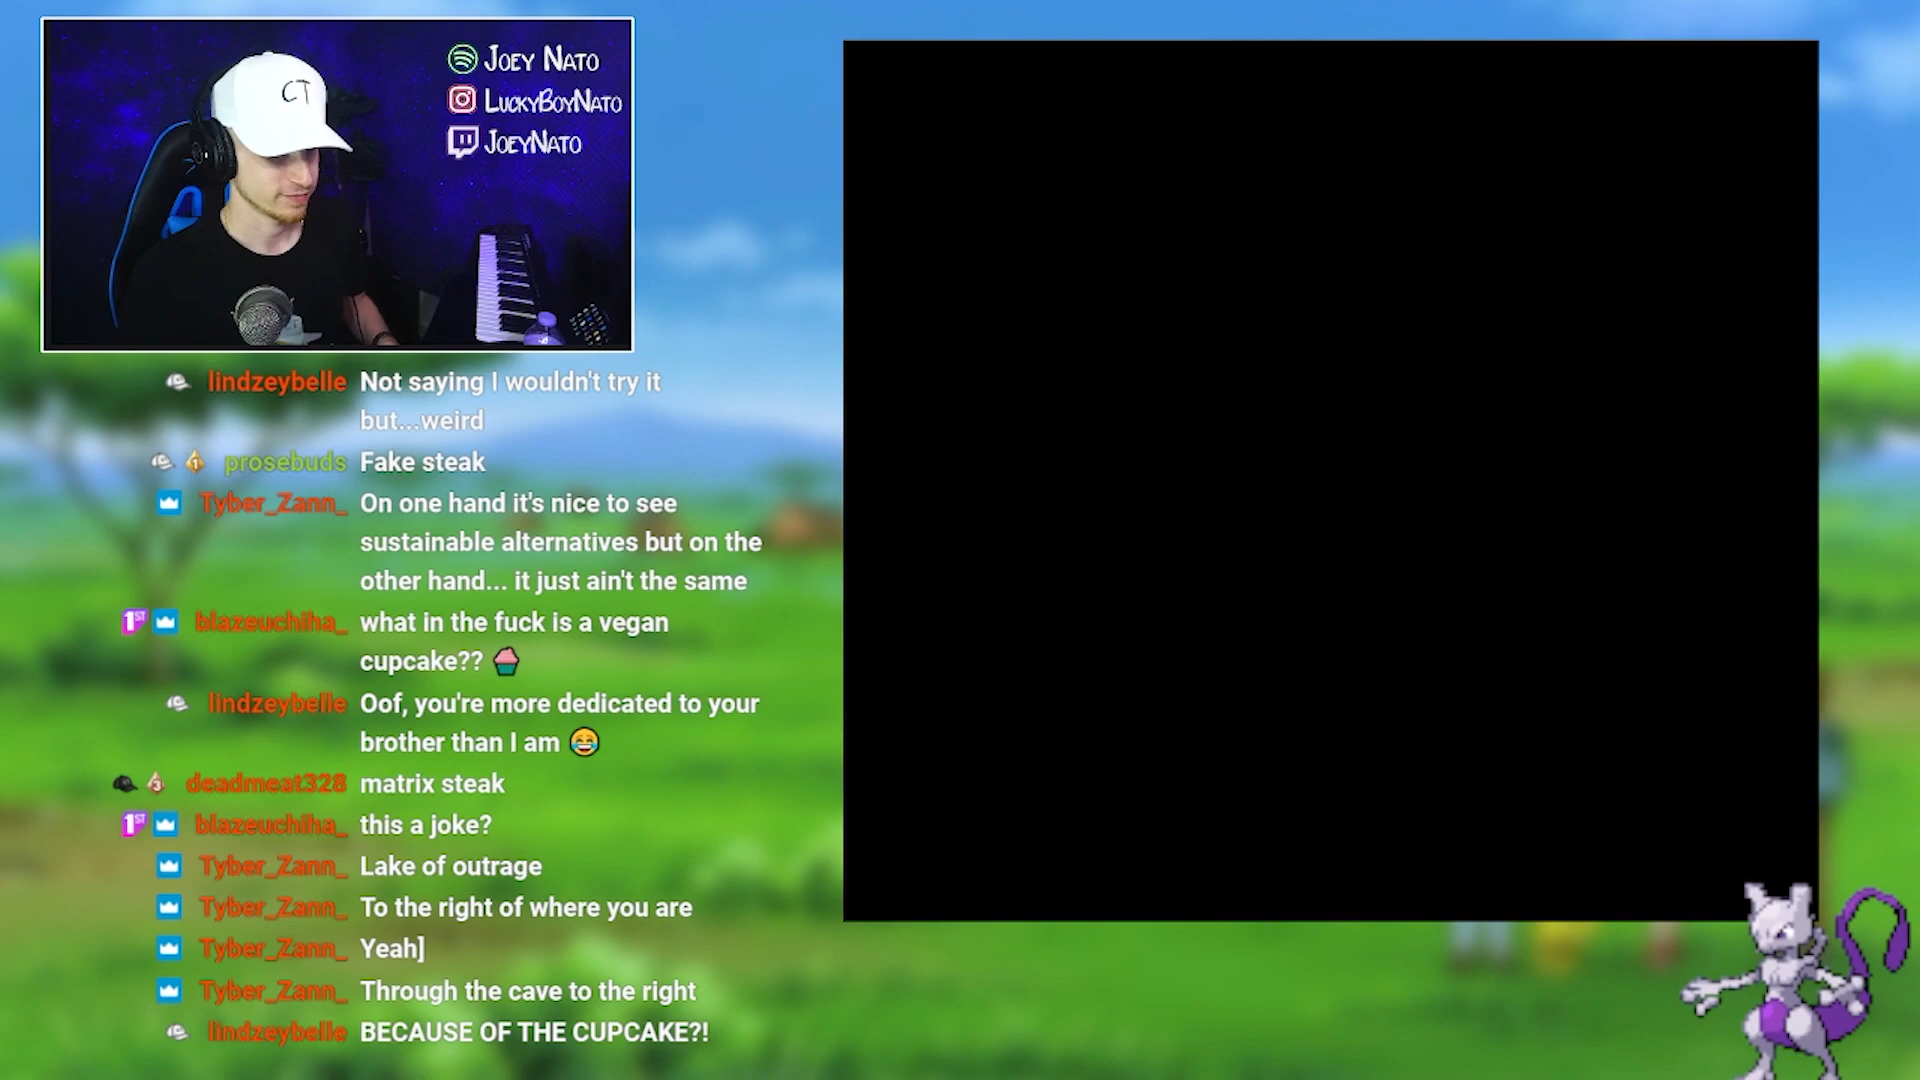 CT
Joey Nato
LuckyBoyNato
JoeyNato
lindzeybelle Not saying I wouldn't try it
but...weird
1 prosebuds Fake steak
Tyber_Zann_ On one hand it's nice to see
sustainable alternatives but on the
other hand... it just ain't the same
1ST blazeuchiha_ what in the fuck is a vegan
cupcake?? 🧁
lindzeybelle Oof, you're more dedicated to your
brother than I am 😂
3 deadmeat328 matrix steak
1ST blazeuchiha_ this a joke?
Tyber_Zann_ Lake of outrage
Tyber_Zann_ To the right of where you are
Tyber_Zann_ Yeah]
Tyber_Zann_ Through the cave to the right
lindzeybelle BECAUSE OF THE CUPCAKE?!